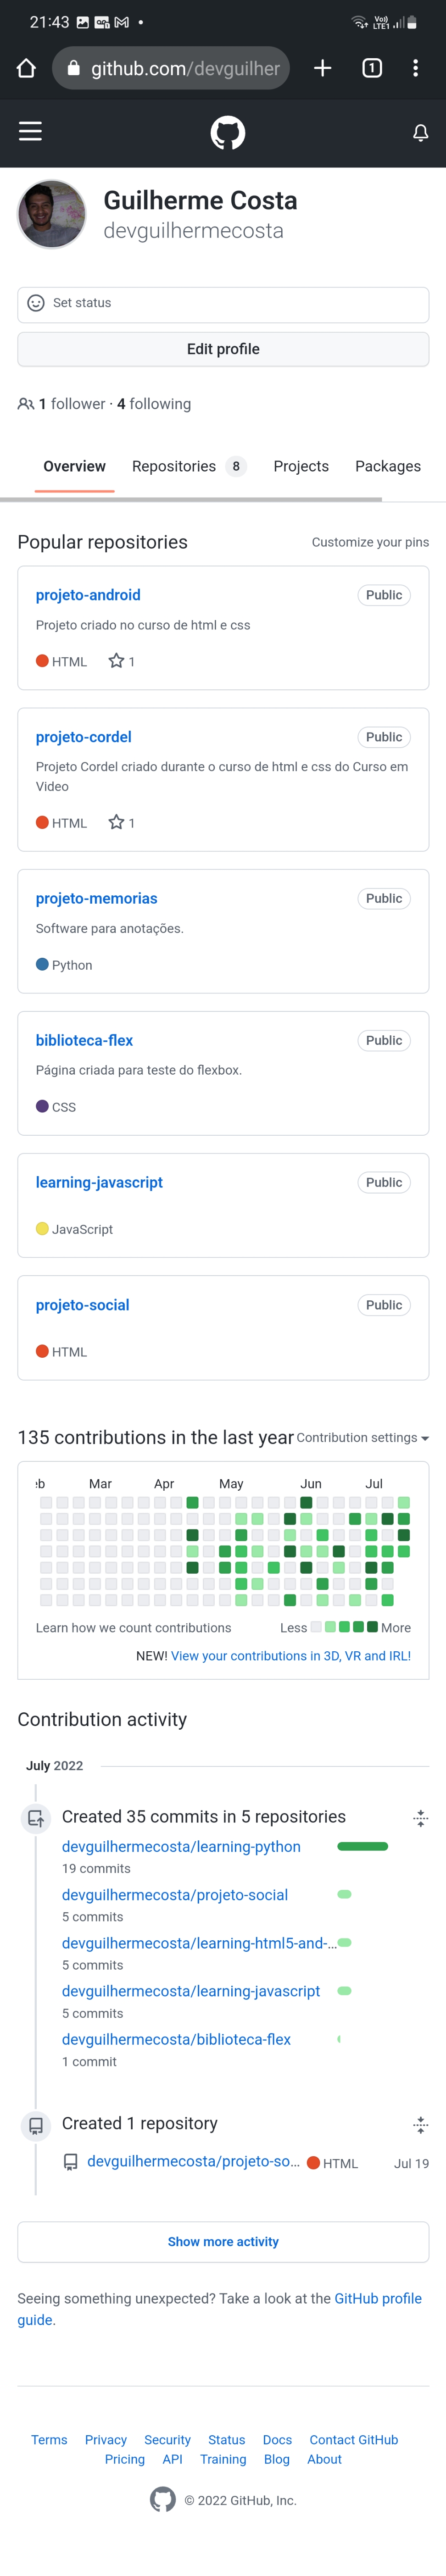 21:43
Vo))
LTE1
github.com/devguilher
1
Guilherme Costa
devguilhermecosta
Set status
Edit profile
1 follower · 4 following
Overview Repositories 8 Projects Packages
Popular repositories Customize your pins
projeto-android Public
Projeto criado no curso de html e css
HTML 1
projeto-cordel Public
Projeto Cordel criado durante o curso de html e css do Curso em
Video
HTML 1
projeto-memorias Public
Software para anotações.
Python
biblioteca-flex Public
Página criada para teste do flexbox.
CSS
learning-javascript Public
JavaScript
projeto-social Public
HTML
135 contributions in the last year Contribution settings
eb Mar Apr May Jun Jul
Learn how we count contributions Less More
NEW! View your contributions in 3D, VR and IRL!
Contribution activity
July 2022
Created 35 commits in 5 repositories
devguilhermecosta/learning-python
19 commits
devguilhermecosta/projeto-social
5 commits
devguilhermecosta/learning-html5-and-...
5 commits
devguilhermecosta/learning-javascript
5 commits
devguilhermecosta/biblioteca-flex
1 commit
Created 1 repository
devguilhermecosta/projeto-so... HTML Jul 19
Show more activity
Seeing something unexpected? Take a look at the GitHub profile
guide.
Terms Privacy Security Status Docs Contact GitHub
Pricing API Training Blog About
© 2022 GitHub, Inc.